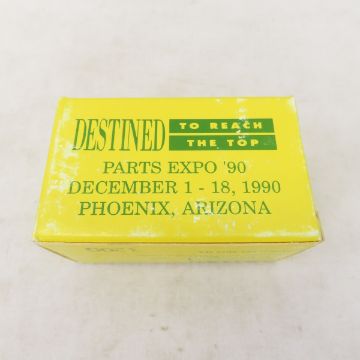 DESTINED TO REACH
THE TOP
PARTS EXPO '90
DECEMBER 1 - 18, 1990
PHOENIX, ARIZONA